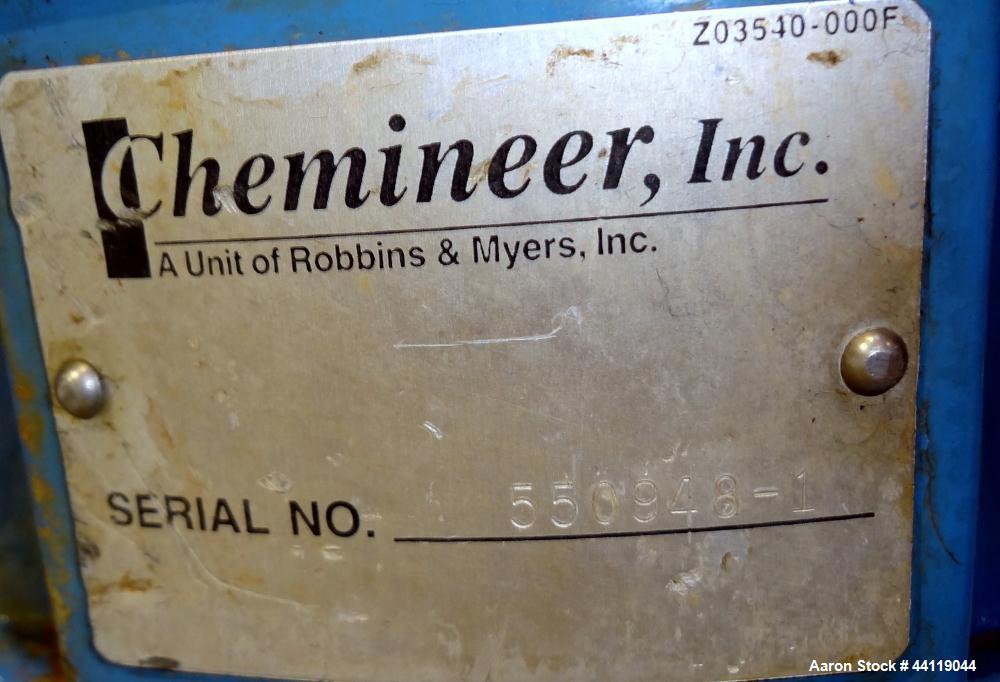 Z03540-000F
Chemineer, Inc.
A Unit of Robbins & Myers, Inc.
SERIAL NO. 550948-1
Aaron Stock # 44119044